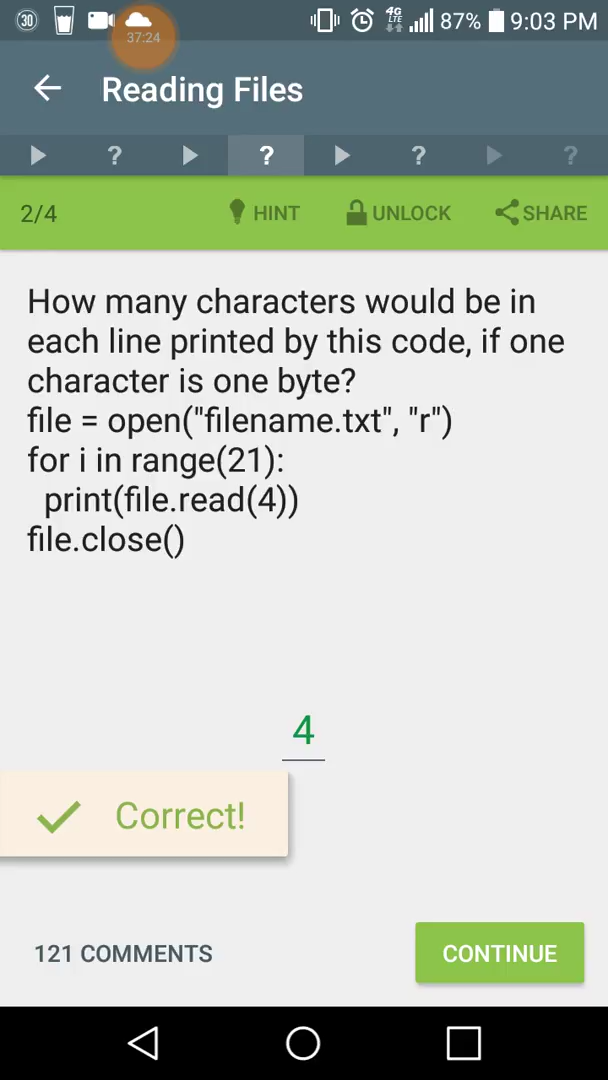 30 37:24 4G LTE 87% 9:03 PM
Reading Files
? ? ? ?
2/4 HINT UNLOCK SHARE
How many characters would be in
each line printed by this code, if one
character is one byte?
file = open("filename.txt", "r")
for i in range(21):
  print(file.read(4))
file.close()
4
Correct!
121 COMMENTS CONTINUE